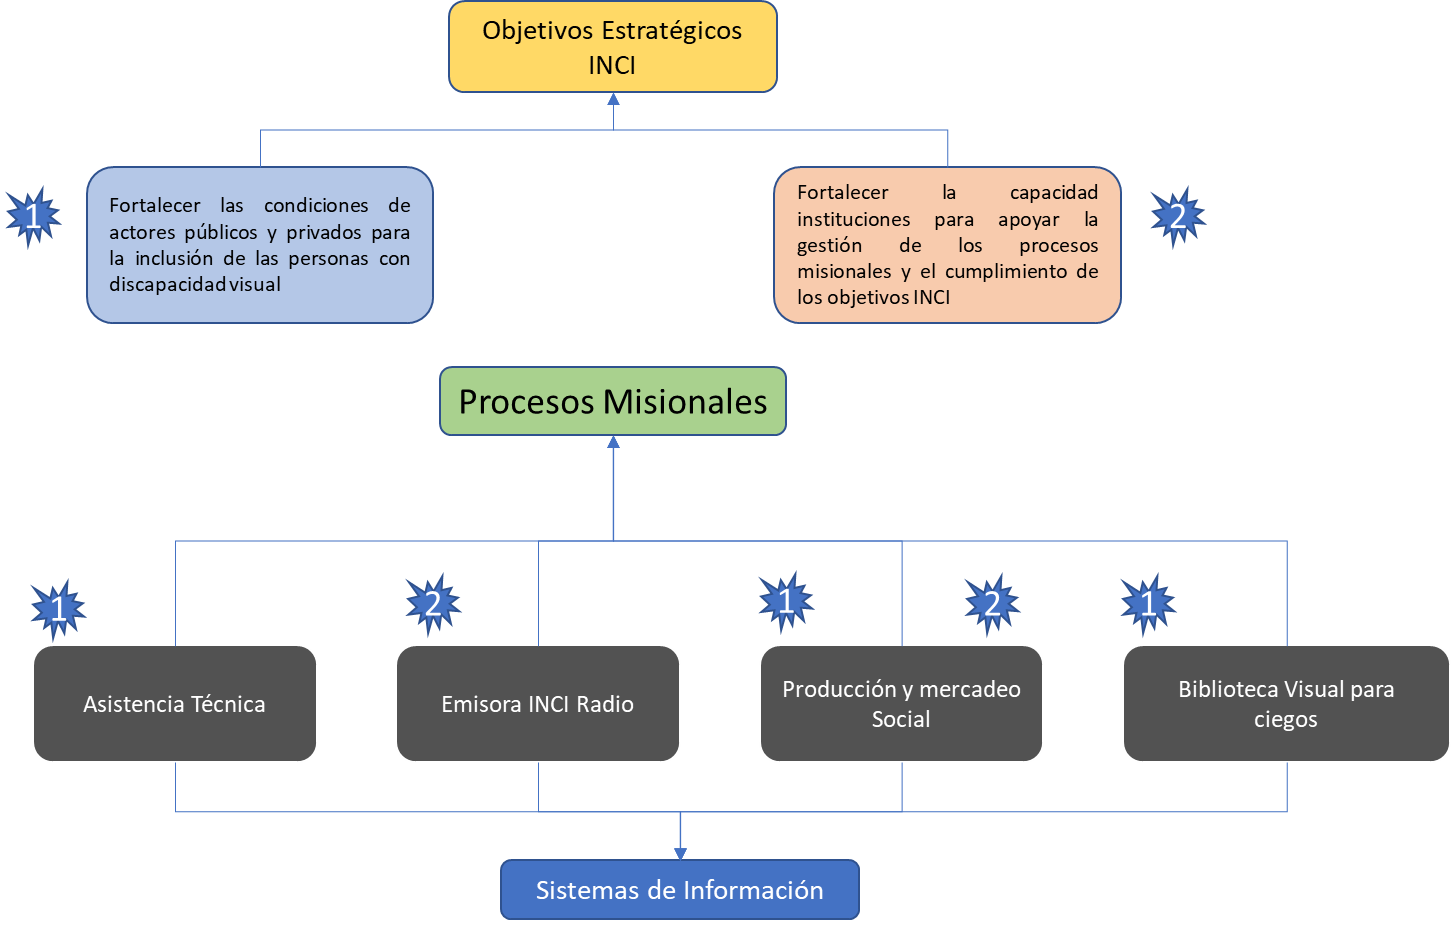 Objetivos Estratégicos
INCI
1
Fortalecer las condiciones de
actores públicos y privados para
la inclusión de las personas con
discapacidad visual
Fortalecer la capacidad
instituciones para apoyar la
gestión de los procesos
misionales y el cumplimiento de
los objetivos INCI
2
Procesos Misionales
1
2
1
2
1
Asistencia Técnica
Emisora INCI Radio
Producción y mercadeo
Social
Biblioteca Visual para
ciegos
Sistemas de Información